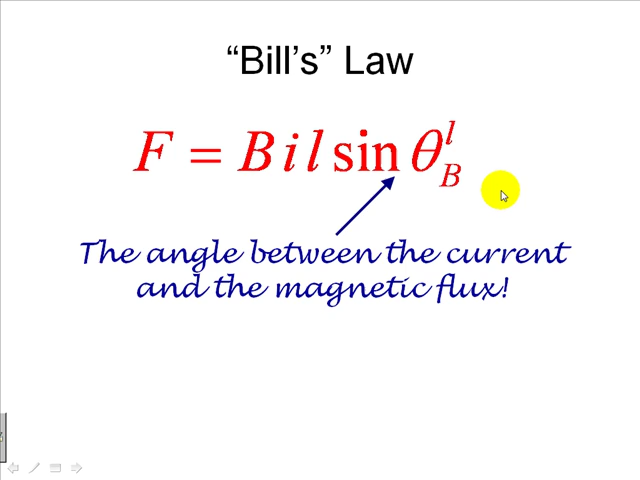 “Bill’s” Law
F = B i l sin θ_B^l
The angle between the current
and the magnetic flux!